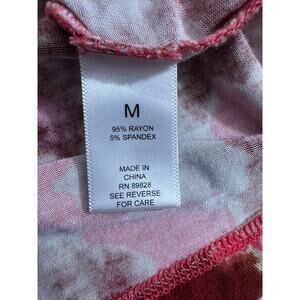 M
95% RAYON
5% SPANDEX
MADE IN
CHINA
RN 89828
SEE REVERSE
FOR CARE